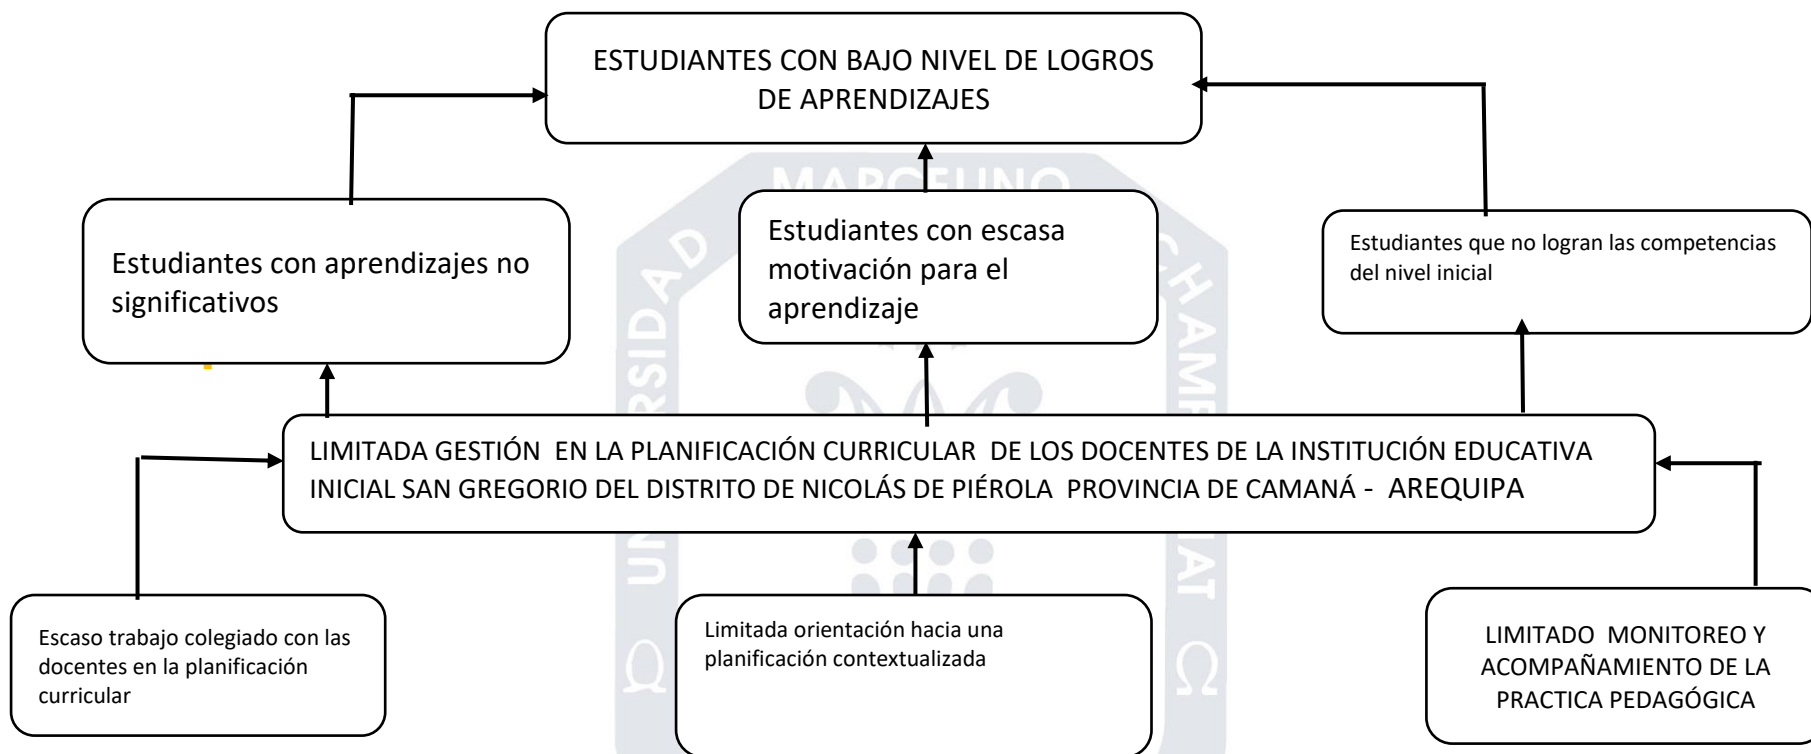 ESTUDIANTES CON BAJO NIVEL DE LOGROS
DE APRENDIZAJES
Estudiantes con aprendizajes no
significativos
Estudiantes con escasa
motivación para el
aprendizaje
Estudiantes que no logran las competencias
del nivel inicial
LIMITADA GESTIÓN EN LA PLANIFICACIÓN CURRICULAR DE LOS DOCENTES DE LA INSTITUCIÓN EDUCATIVA
INICIAL SAN GREGORIO DEL DISTRITO DE NICOLÁS DE PIÉROLA PROVINCIA DE CAMANÁ - AREQUIPA
Escaso trabajo colegiado con las
docentes en la planificación
curricular
Limitada orientación hacia una
planificación contextualizada
LIMITADO MONITOREO Y
ACOMPAÑAMIENTO DE LA
PRACTICA PEDAGÓGICA